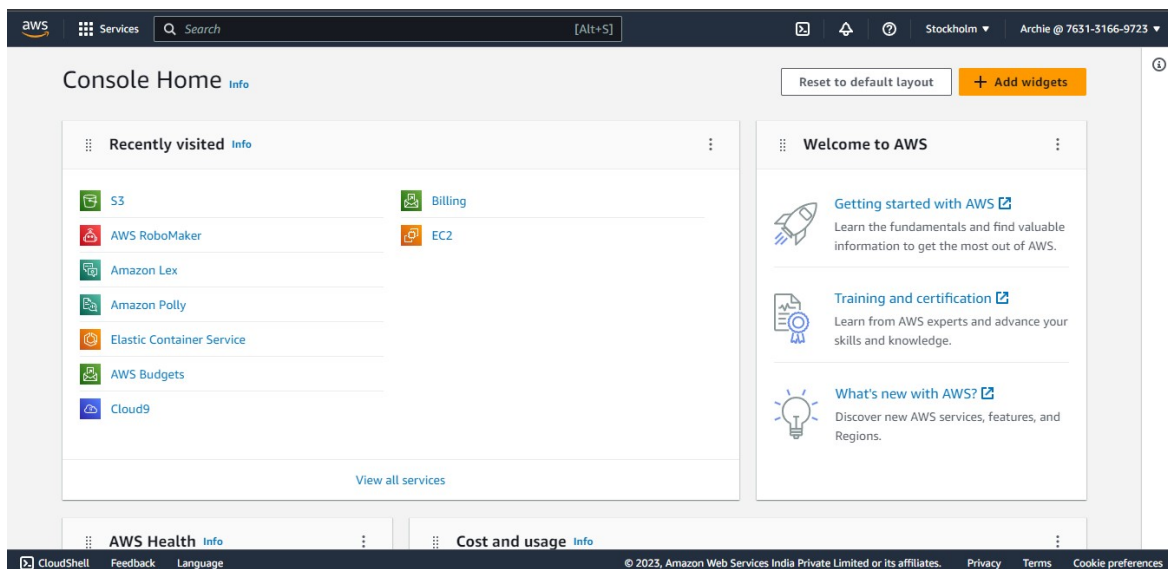 aws
Services
Search [Alt+S]
Stockholm ▼
Archie @ 7631-3166-9723 ▼
Console Home Info
Reset to default layout
+ Add widgets
Recently visited Info
S3
AWS RoboMaker
Amazon Lex
Amazon Polly
Elastic Container Service
AWS Budgets
Cloud9
Billing
EC2
View all services
Welcome to AWS
Getting started with AWS
Learn the fundamentals and find valuable
information to get the most out of AWS.
Training and certification
Learn from AWS experts and advance your
skills and knowledge.
What's new with AWS?
Discover new AWS services, features, and
Regions.
AWS Health Info
Cost and usage Info
CloudShell
Feedback
Language
© 2023, Amazon Web Services India Private Limited or its affiliates.
Privacy
Terms
Cookie preferences